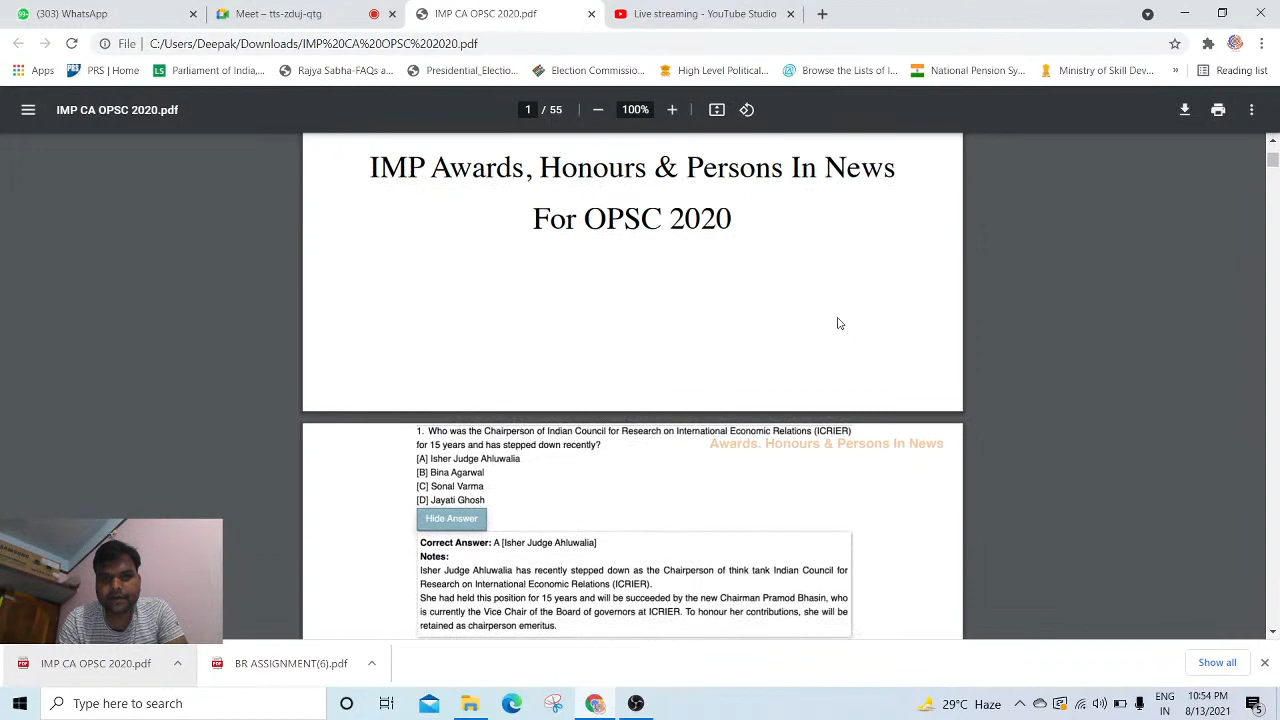 (303) WhatsApp
Meet – tts-zduj-qtg
IMP CA OPSC 2020.pdf
Live streaming - YouTube Studio
File
C:/Users/Deepak/Downloads/IMP%20CA%20OPSC%202020.pdf
Apps
PRS | Home
Parliament of India,...
Rajya Sabha-FAQs a...
Presidential_Electio...
Election Commissio...
High Level Political...
Browse the Lists of I...
National Pension Sy...
Ministry of Skill Dev...
»
Reading list
IMP CA OPSC 2020.pdf
1 / 55
100%
IMP Awards, Honours & Persons In News
For OPSC 2020
1. Who was the Chairperson of Indian Council for Research on International Economic Relations (ICRIER)
for 15 years and has stepped down recently?
Awards. Honours & Persons In News
[A] Isher Judge Ahluwalia
[B] Bina Agarwal
[C] Sonal Varma
[D] Jayati Ghosh
Hide Answer
Correct Answer: A [Isher Judge Ahluwalia]
Notes:
Isher Judge Ahluwalia has recently stepped down as the Chairperson of think tank Indian Council for
Research on International Economic Relations (ICRIER).
She had held this position for 15 years and will be succeeded by the new Chairman Pramod Bhasin, who
is currently the Vice Chair of the Board of governors at ICRIER. To honour her contributions, she will be
retained as chairperson emeritus.
IMP CA OPSC 2020.pdf
BR ASSIGNMENT(6).pdf
Show all
Type here to search
29°C Haze
ENG
IN
10:54 PM
8/13/2021
5